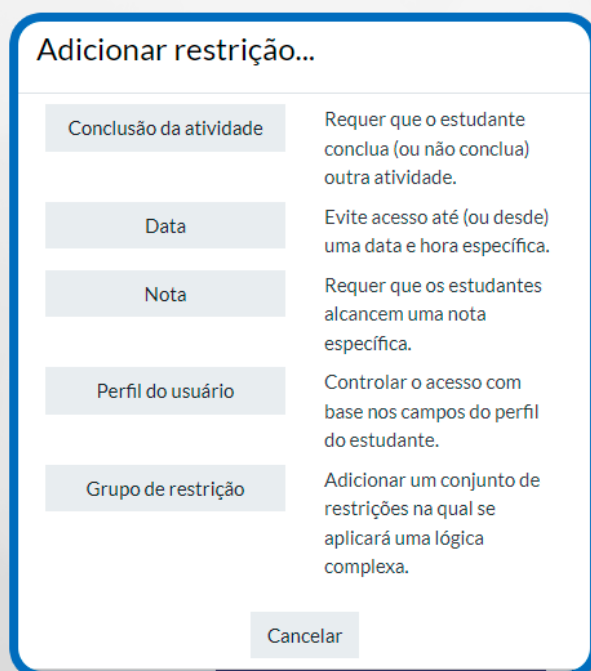 Adicionar restrição...
Conclusão da atividade
Requer que o estudante
conclua (ou não conclua)
outra atividade.
Data
Evite acesso até (ou desde)
uma data e hora específica.
Nota
Requer que os estudantes
alcancem uma nota
específica.
Perfil do usuário
Controlar o acesso com
base nos campos do perfil
do estudante.
Grupo de restrição
Adicionar um conjunto de
restrições na qual se
aplicará uma lógica
complexa.
Cancelar